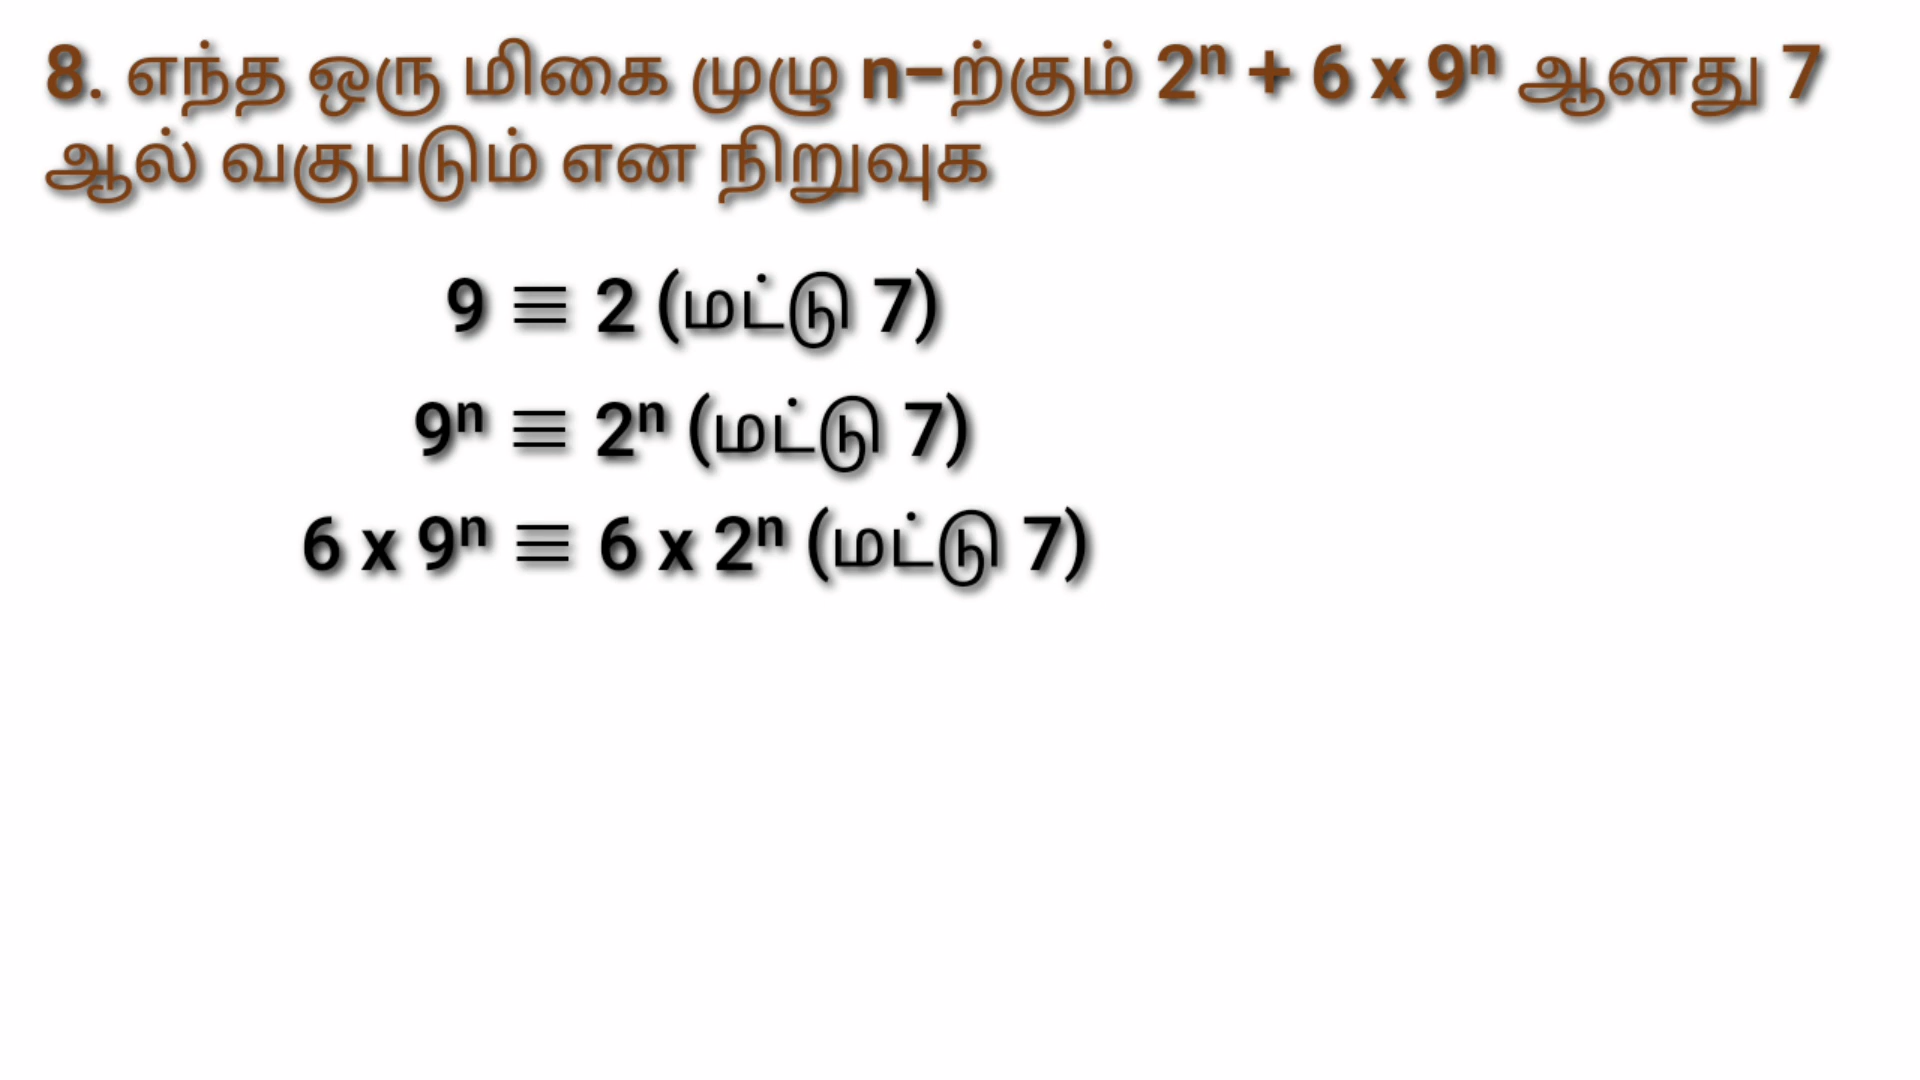 8. எந்த ஒரு மிகை முழு n–ற்கும் 2ⁿ + 6 x 9ⁿ ஆனது 7
ஆல் வகுபடும் என நிறுவுக
9 ≡ 2 (மட்டு 7)
9ⁿ ≡ 2ⁿ (மட்டு 7)
6 x 9ⁿ ≡ 6 x 2ⁿ (மட்டு 7)